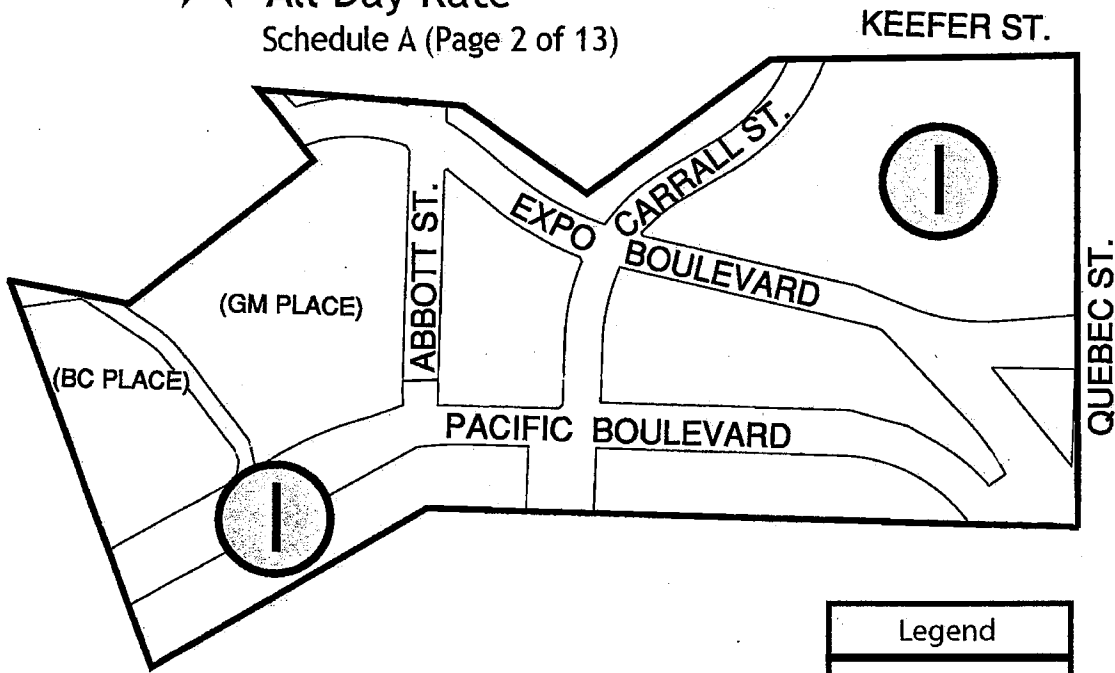 All Day Rate
Schedule A (Page 2 of 13)
KEEFER ST.
CARRALL ST.
EXPO BOULEVARD
ABBOTT ST.
(GM PLACE)
(BC PLACE)
QUEBEC ST.
PACIFIC BOULEVARD
I
I
Legend